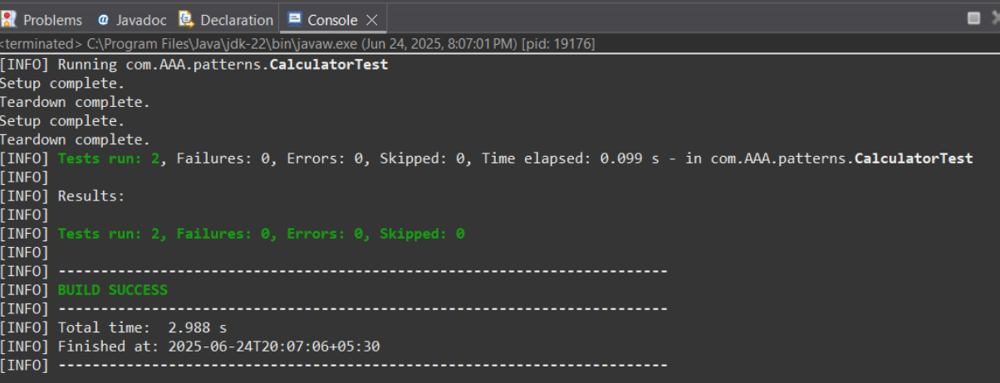 Problems Javadoc Declaration Console
<terminated> C:\Program Files\Java\jdk-22\bin\javaw.exe (Jun 24, 2025, 8:07:01 PM) [pid: 19176]
[INFO] Running com.AAA.patterns.CalculatorTest
Setup complete.
Teardown complete.
Setup complete.
Teardown complete.
[INFO] Tests run: 2, Failures: 0, Errors: 0, Skipped: 0, Time elapsed: 0.099 s - in com.AAA.patterns.CalculatorTest
[INFO]
[INFO] Results:
[INFO]
[INFO] Tests run: 2, Failures: 0, Errors: 0, Skipped: 0
[INFO]
[INFO] ------------------------------------------------------------------------
[INFO] BUILD SUCCESS
[INFO] ------------------------------------------------------------------------
[INFO] Total time:  2.988 s
[INFO] Finished at: 2025-06-24T20:07:06+05:30
[INFO] ------------------------------------------------------------------------